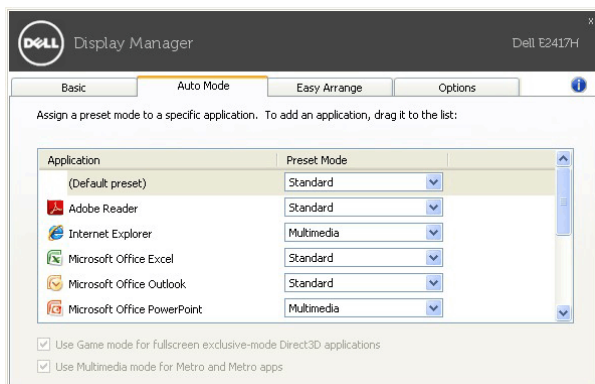 DELL Display Manager Dell E2417H
Basic Auto Mode Easy Arrange Options
Assign a preset mode to a specific application. To add an application, drag it to the list:
Application Preset Mode
(Default preset) Standard
Adobe Reader Standard
Internet Explorer Multimedia
Microsoft Office Excel Standard
Microsoft Office Outlook Standard
Microsoft Office PowerPoint Multimedia
Use Game mode for fullscreen exclusive-mode Direct3D applications
Use Multimedia mode for Metro and Metro apps